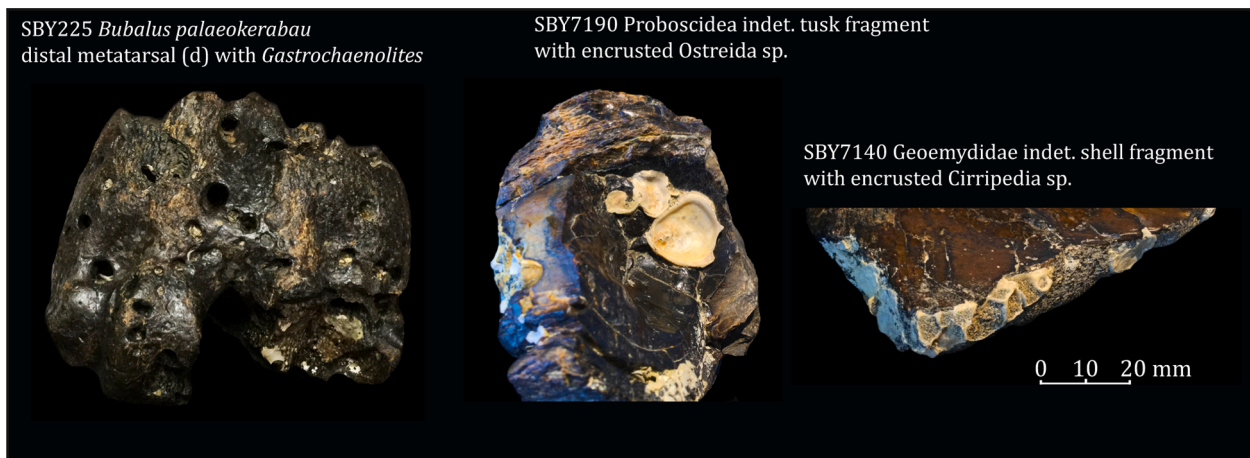 SBY225 Bubalus palaeokerabau
distal metatarsal (d) with Gastrochaenolites
SBY7190 Proboscidea indet. tusk fragment
with encrusted Ostreida sp.
SBY7140 Geoemydidae indet. shell fragment
with encrusted Cirripedia sp.
0 10 20 mm